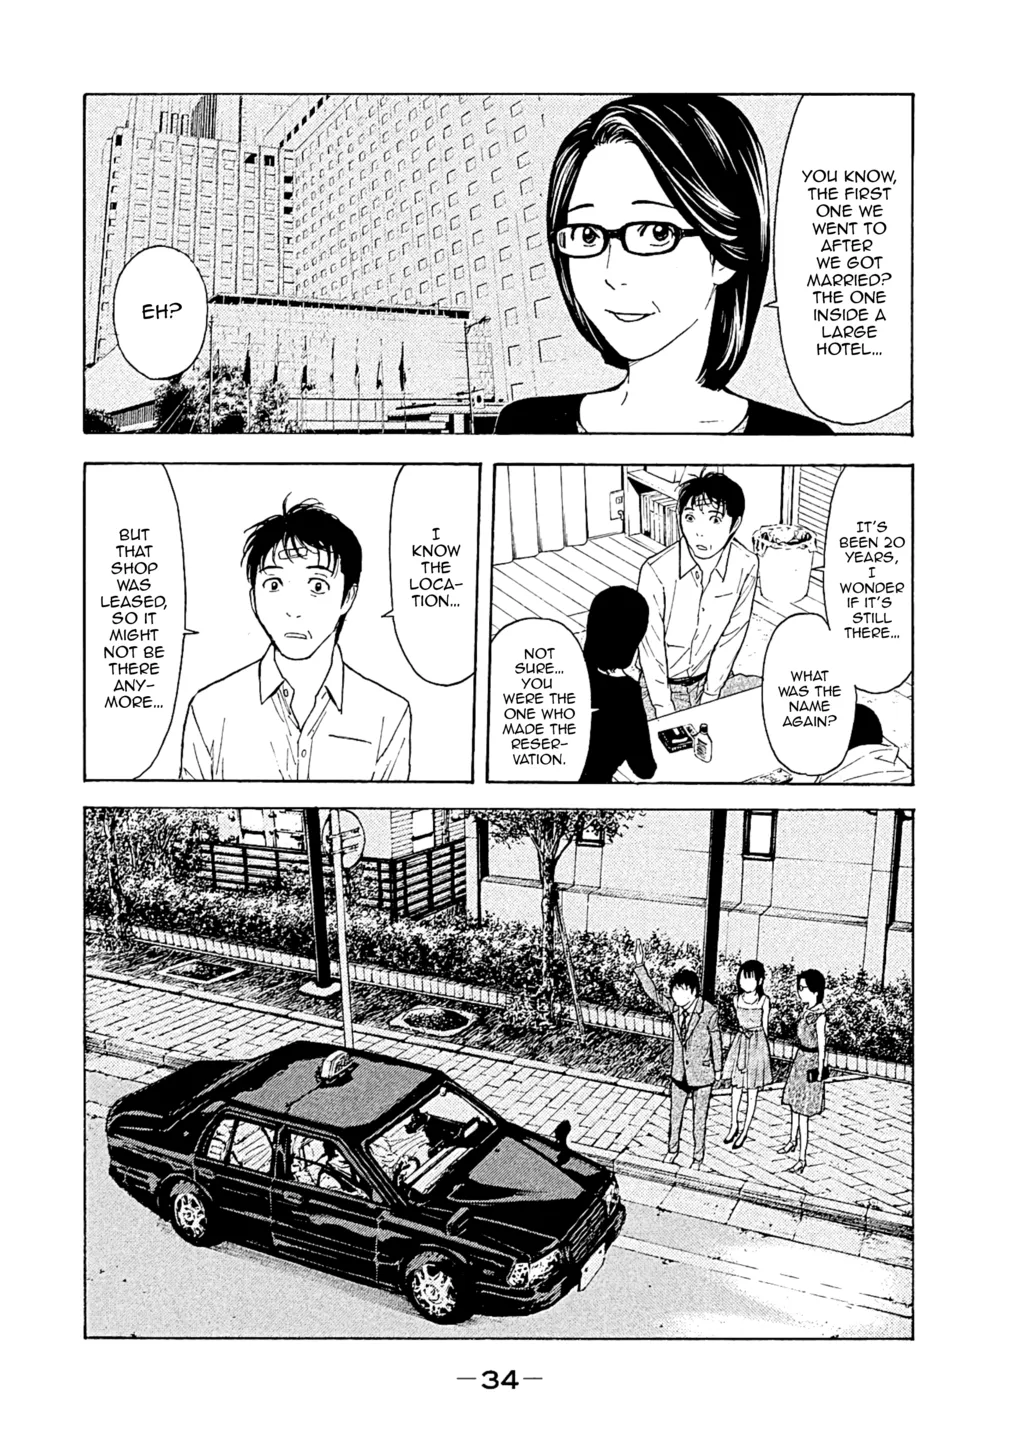 YOU KNOW,
THE FIRST
ONE WE
WENT TO
AFTER
WE GOT
MARRIED?
THE ONE
INSIDE
A
LARGE
HOTEL...
EH?
IT'S
BEEN 20
YEARS,
I
WONDER
IF IT'S
STILL
THERE...
WHAT
WAS THE
NAME
AGAIN?
NOT
SURE...
YOU
WERE THE
ONE WHO
MADE THE
RESER-
VATION.
I
KNOW
THE
LOCA-
TION...
BUT
THAT
SHOP
WAS
LEASED,
SO IT
MIGHT
NOT BE
THERE
ANY-
MORE...
—34—